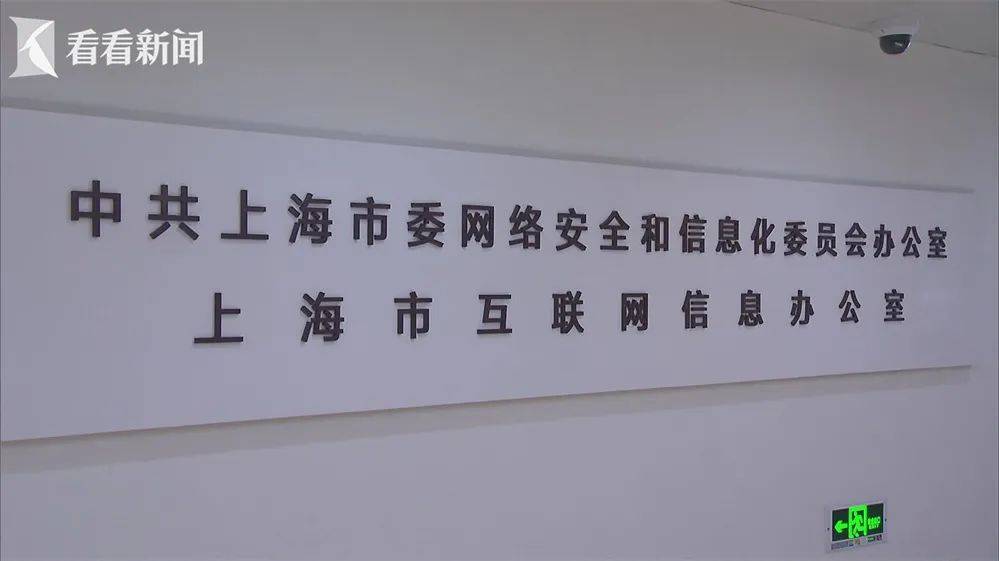 看看新闻
中共上海市委网络安全和信息化委员会办公室
上海市互联网信息办公室